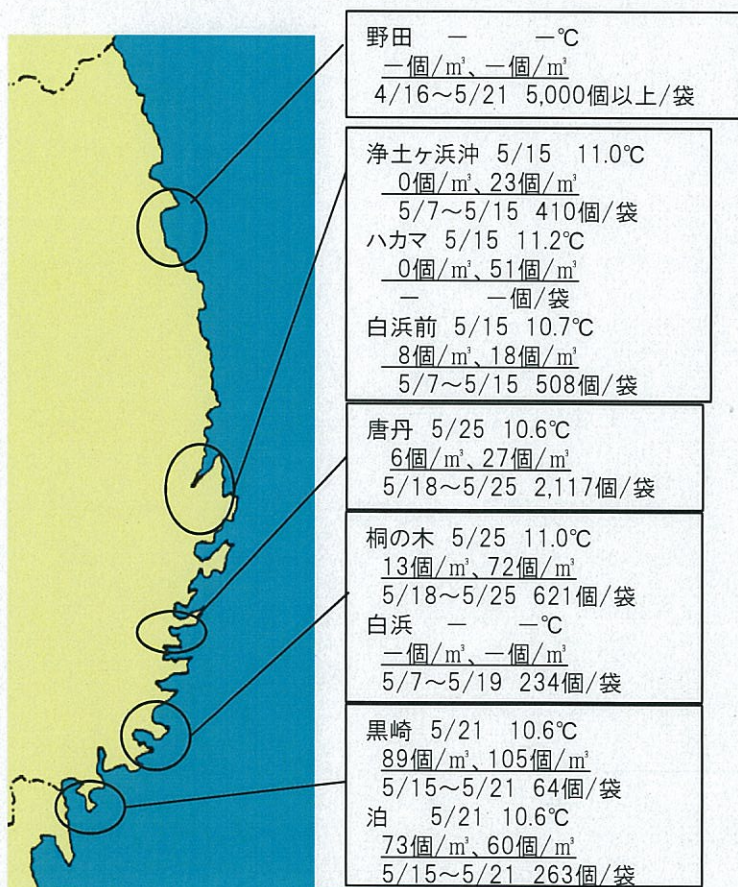 野田　－　　－℃
－個/㎥、－個/㎥
4/16～5/21 5,000個以上/袋
浄土ヶ浜沖 5/15 11.0℃
0個/㎥、23個/㎥
5/7～5/15 410個/袋
ハカマ 5/15 11.2℃
0個/㎥、51個/㎥
－　　－個/袋
白浜前 5/15 10.7℃
8個/㎥、18個/㎥
5/7～5/15 508個/袋
唐丹 5/25 10.6℃
6個/㎥、27個/㎥
5/18～5/25 2,117個/袋
桐の木 5/25 11.0℃
13個/㎥、72個/㎥
5/18～5/25 621個/袋
白浜　－　　－℃
－個/㎥、－個/㎥
5/7～5/19 234個/袋
黒崎 5/21 10.6℃
89個/㎥、105個/㎥
5/15～5/21 64個/袋
泊　5/21 10.6℃
73個/㎥、60個/㎥
5/15～5/21 263個/袋